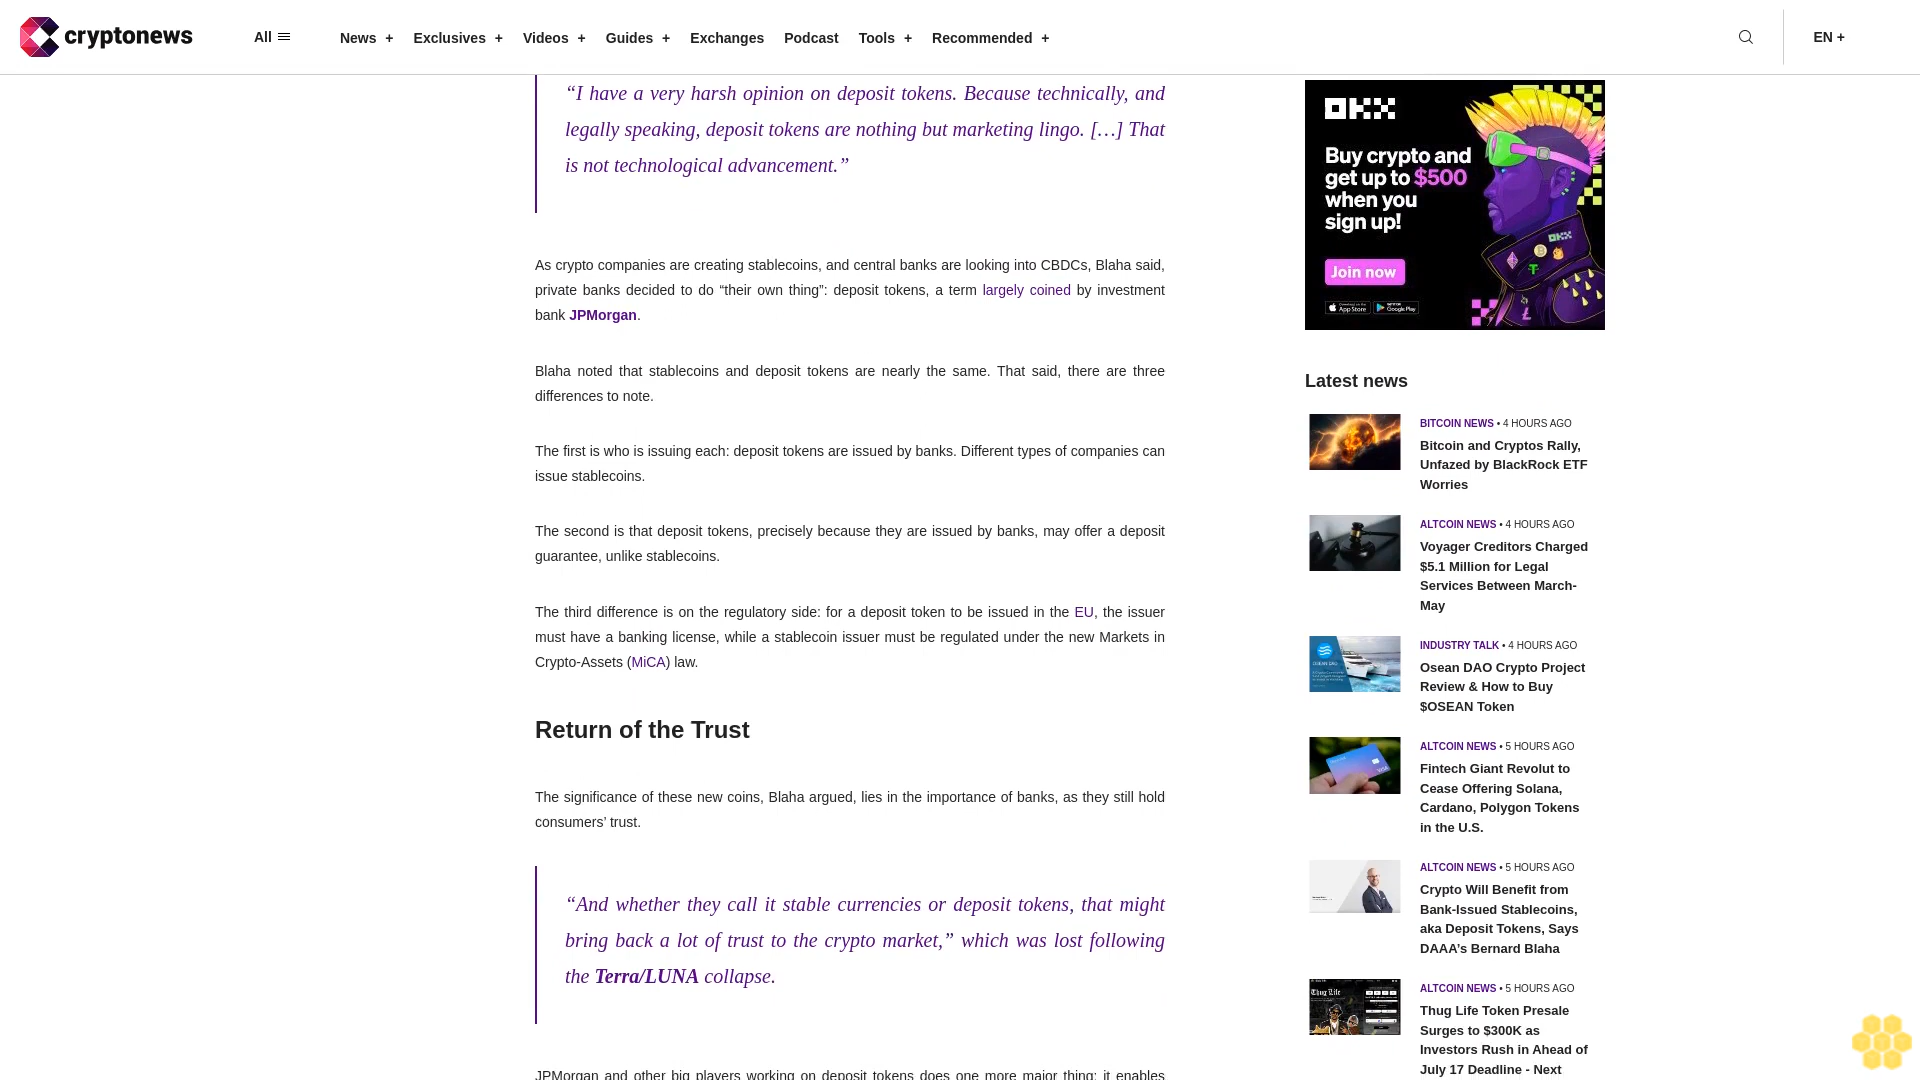 cryptonews
All
News +
Exclusives +
Videos +
Guides +
Exchanges
Podcast
Tools +
Recommended +
EN +
“I have a very harsh opinion on deposit tokens. Because technically, and
legally speaking, deposit tokens are nothing but marketing lingo. […] That
is not technological advancement.”
As crypto companies are creating stablecoins, and central banks are looking into CBDCs, Blaha said,
private banks decided to do “their own thing”: deposit tokens, a term largely coined by investment
bank JPMorgan.
Blaha noted that stablecoins and deposit tokens are nearly the same. That said, there are three
differences to note.
The first is who is issuing each: deposit tokens are issued by banks. Different types of companies can
issue stablecoins.
The second is that deposit tokens, precisely because they are issued by banks, may offer a deposit
guarantee, unlike stablecoins.
The third difference is on the regulatory side: for a deposit token to be issued in the EU, the issuer
must have a banking license, while a stablecoin issuer must be regulated under the new Markets in
Crypto-Assets (MiCA) law.
Return of the Trust
The significance of these new coins, Blaha argued, lies in the importance of banks, as they still hold
consumers’ trust.
“And whether they call it stable currencies or deposit tokens, that might
bring back a lot of trust to the crypto market,” which was lost following
the Terra/LUNA collapse.
JPMorgan and other big players working on deposit tokens does one more major thing: it enables
OKX
Buy crypto and
get up to $500
when you
sign up!
Join now
Download on the
App Store
GET IT ON
Google Play
OKX
Latest news
BITCOIN NEWS • 4 HOURS AGO
Bitcoin and Cryptos Rally,
Unfazed by BlackRock ETF
Worries
ALTCOIN NEWS • 4 HOURS AGO
Voyager Creditors Charged
$5.1 Million for Legal
Services Between March-
May
OSEAN DAO
INDUSTRY TALK • 4 HOURS AGO
Osean DAO Crypto Project
Review & How to Buy
$OSEAN Token
VISA
ALTCOIN NEWS • 5 HOURS AGO
Fintech Giant Revolut to
Cease Offering Solana,
Cardano, Polygon Tokens
in the U.S.
ALTCOIN NEWS • 5 HOURS AGO
Crypto Will Benefit from
Bank-Issued Stablecoins,
aka Deposit Tokens, Says
DAAA’s Bernard Blaha
Thug Life
ALTCOIN NEWS • 5 HOURS AGO
Thug Life Token Presale
Surges to $300K as
Investors Rush in Ahead of
July 17 Deadline - Next